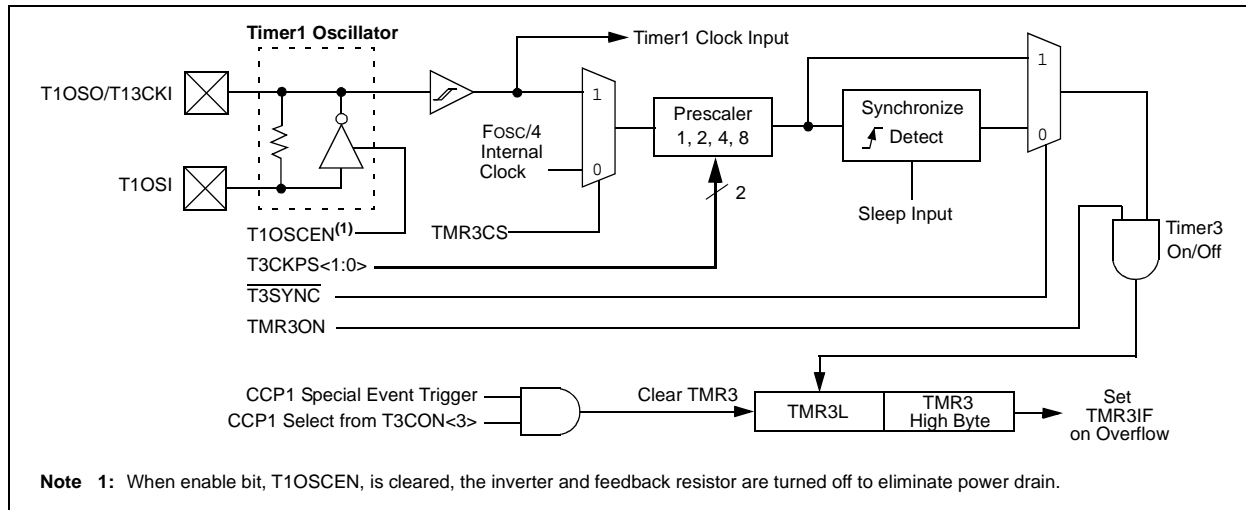 Timer1 Oscillator
Timer1 Clock Input
T1OSO/T13CKI
T1OSI
1
0
FOSC/4
Internal
Clock
Prescaler
1, 2, 4, 8
2
Synchronize
Detect
Sleep Input
1
0
T1OSCEN(1)
TMR3CS
T3CKPS<1:0>
T3SYNC
TMR3ON
Timer3
On/Off
CCP1 Special Event Trigger
CCP1 Select from T3CON<3>
Clear TMR3
TMR3L
TMR3
High Byte
Set
TMR3IF
on Overflow
Note 1: When enable bit, T1OSCEN, is cleared, the inverter and feedback resistor are turned off to eliminate power drain.